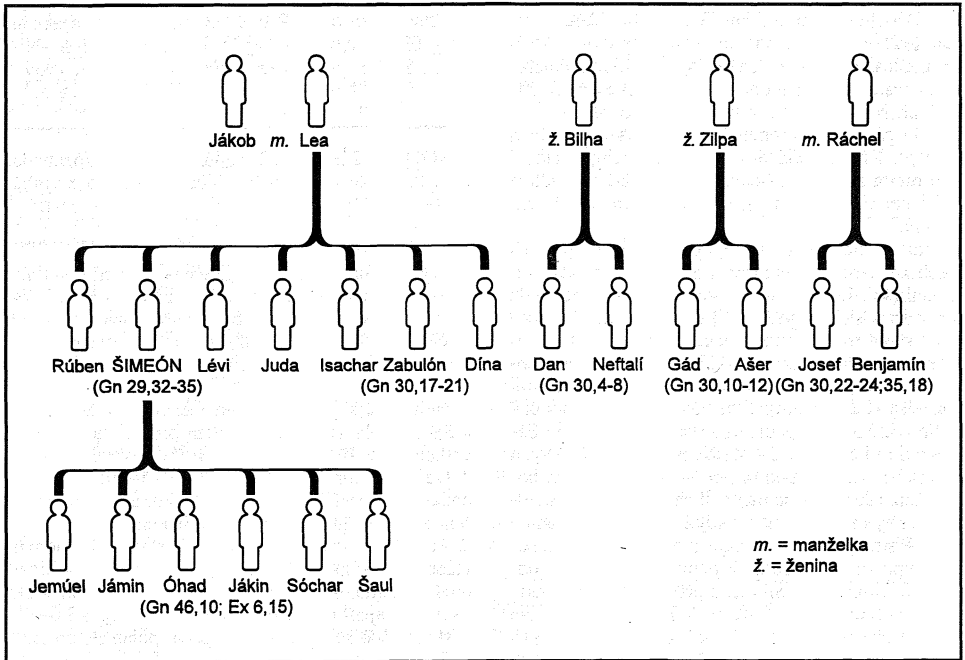 Jákob m. Lea ž. Bilha ž. Zilpa m. Ráchel
Rúben ŠIMEÓN Lévi Juda Isachar Zabulón Dína Dan Neftalí Gád Ašer Josef Benjamín
(Gn 29,32-35) (Gn 30,17-21) (Gn 30,4-8) (Gn 30,10-12) (Gn 30,22-24;35,18)
Jemúel Jámin Óhad Jákin Sóchar Šaul
(Gn 46,10; Ex 6,15)
m. = manželka
ž. = ženina